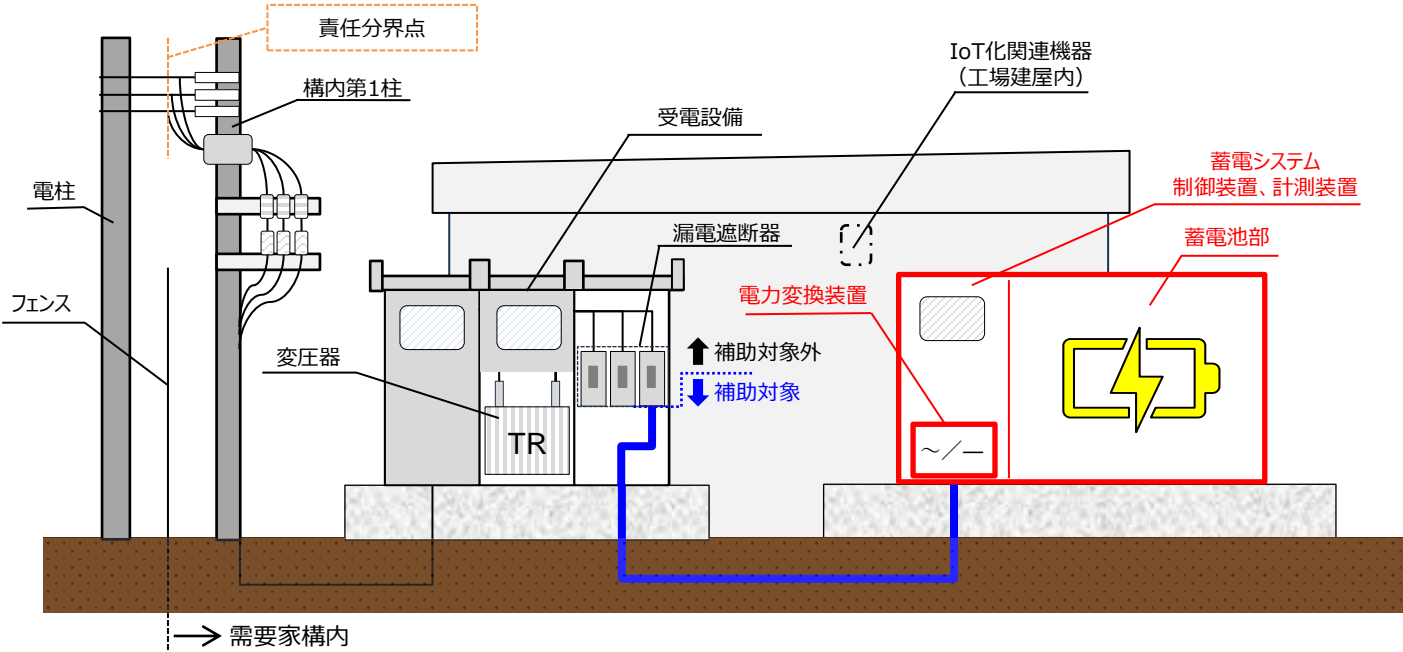 責任分界点
構内第1柱
IoT化関連機器
（工場建屋内）
受電設備
蓄電システム
制御装置、計測装置
電柱
漏電遮断器
蓄電池部
電力変換装置
フェンス
変圧器
補助対象外
補助対象
TR
～／―
需要家構内